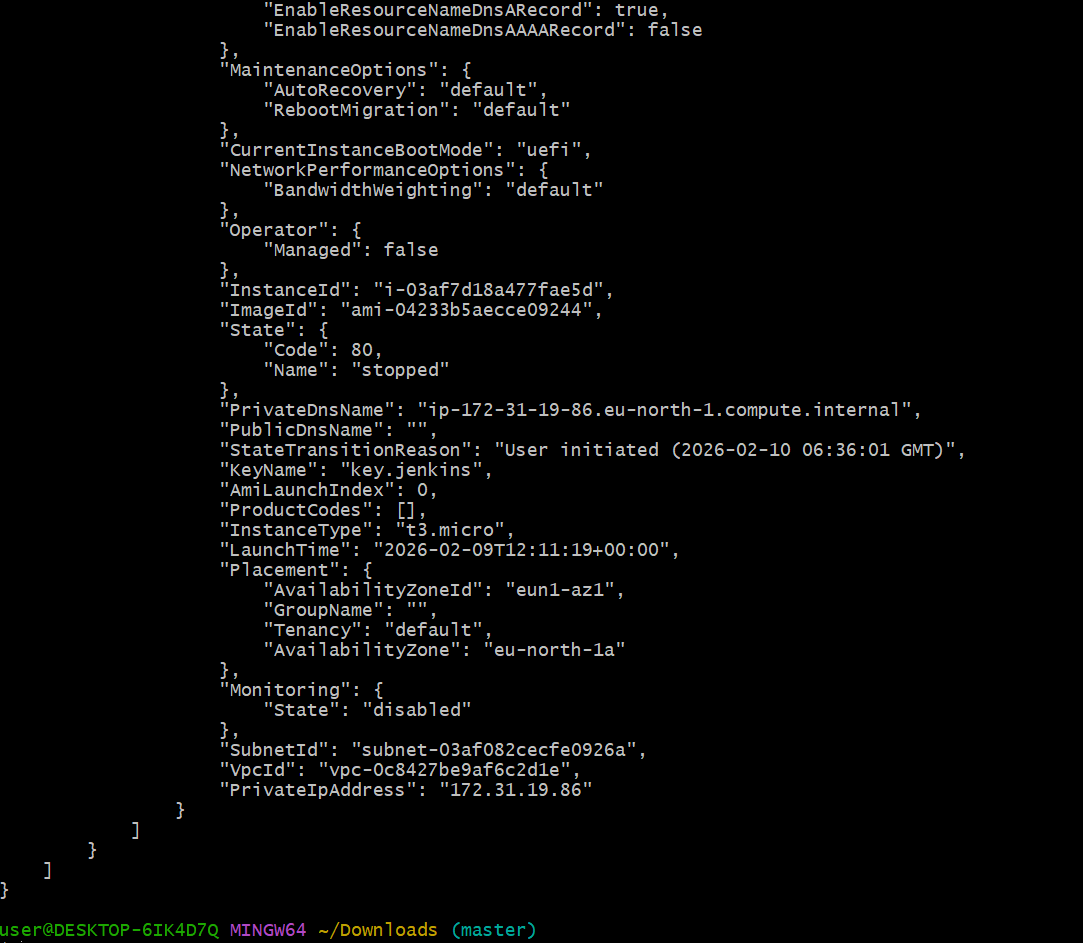 "EnableResourceNameDnsARecord": true,
"EnableResourceNameDnsAAAARecord": false
},
"MaintenanceOptions": {
"AutoRecovery": "default",
"RebootMigration": "default"
},
"CurrentInstanceBootMode": "uefi",
"NetworkPerformanceOptions": {
"BandwidthWeighting": "default"
},
"Operator": {
"Managed": false
},
"InstanceId": "i-03af7d18a477fae5d",
"ImageId": "ami-04233b5aecce09244",
"State": {
"Code": 80,
"Name": "stopped"
},
"PrivateDnsName": "ip-172-31-19-86.eu-north-1.compute.internal",
"PublicDnsName": "",
"StateTransitionReason": "User initiated (2026-02-10 06:36:01 GMT)",
"KeyName": "key.jenkins",
"AmiLaunchIndex": 0,
"ProductCodes": [],
"InstanceType": "t3.micro",
"LaunchTime": "2026-02-09T12:11:19+00:00",
"Placement": {
"AvailabilityZoneId": "eun1-az1",
"GroupName": "",
"Tenancy": "default",
"AvailabilityZone": "eu-north-1a"
},
"Monitoring": {
"State": "disabled"
},
"SubnetId": "subnet-03af082cecfe0926a",
"VpcId": "vpc-0c8427be9af6c2d1e",
"PrivateIpAddress": "172.31.19.86"
}
]
}
]
}
user@DESKTOP-6IK4D7Q MINGW64 ~/Downloads (master)